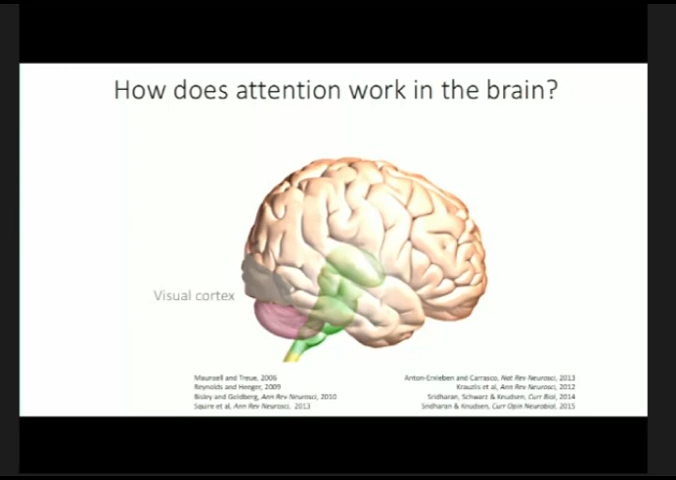 How does attention work in the brain?
Visual cortex
Maunsell and Treue, 2006
Reynolds and Heeger, 2009
Bisley and Goldberg, Ann Rev Neurosci, 2010
Squire et al, Ann Rev Neurosci, 2013
Anton-Erxleben and Carrasco, Nat Rev Neurosci, 2013
Krauzlis et al, Ann Rev Neurosci, 2012
Sridharan, Schwarz & Knudsen, Curr Biol, 2014
Sridharan & Knudsen, Curr Opin Neurobiol, 2015